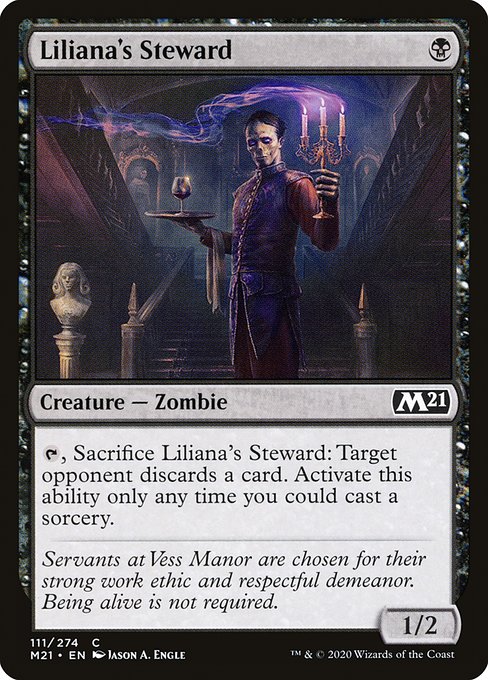 Liliana's Steward
Creature — Zombie
M21
, Sacrifice Liliana's Steward: Target
opponent discards a card. Activate this
ability only any time you could cast a
sorcery.
Servants at Vess Manor are chosen for their
strong work ethic and respectful demeanor.
Being alive is not required.
1/2
111/274 C
M21 • EN Jason A. Engle
™ & © 2020 Wizards of the Coast